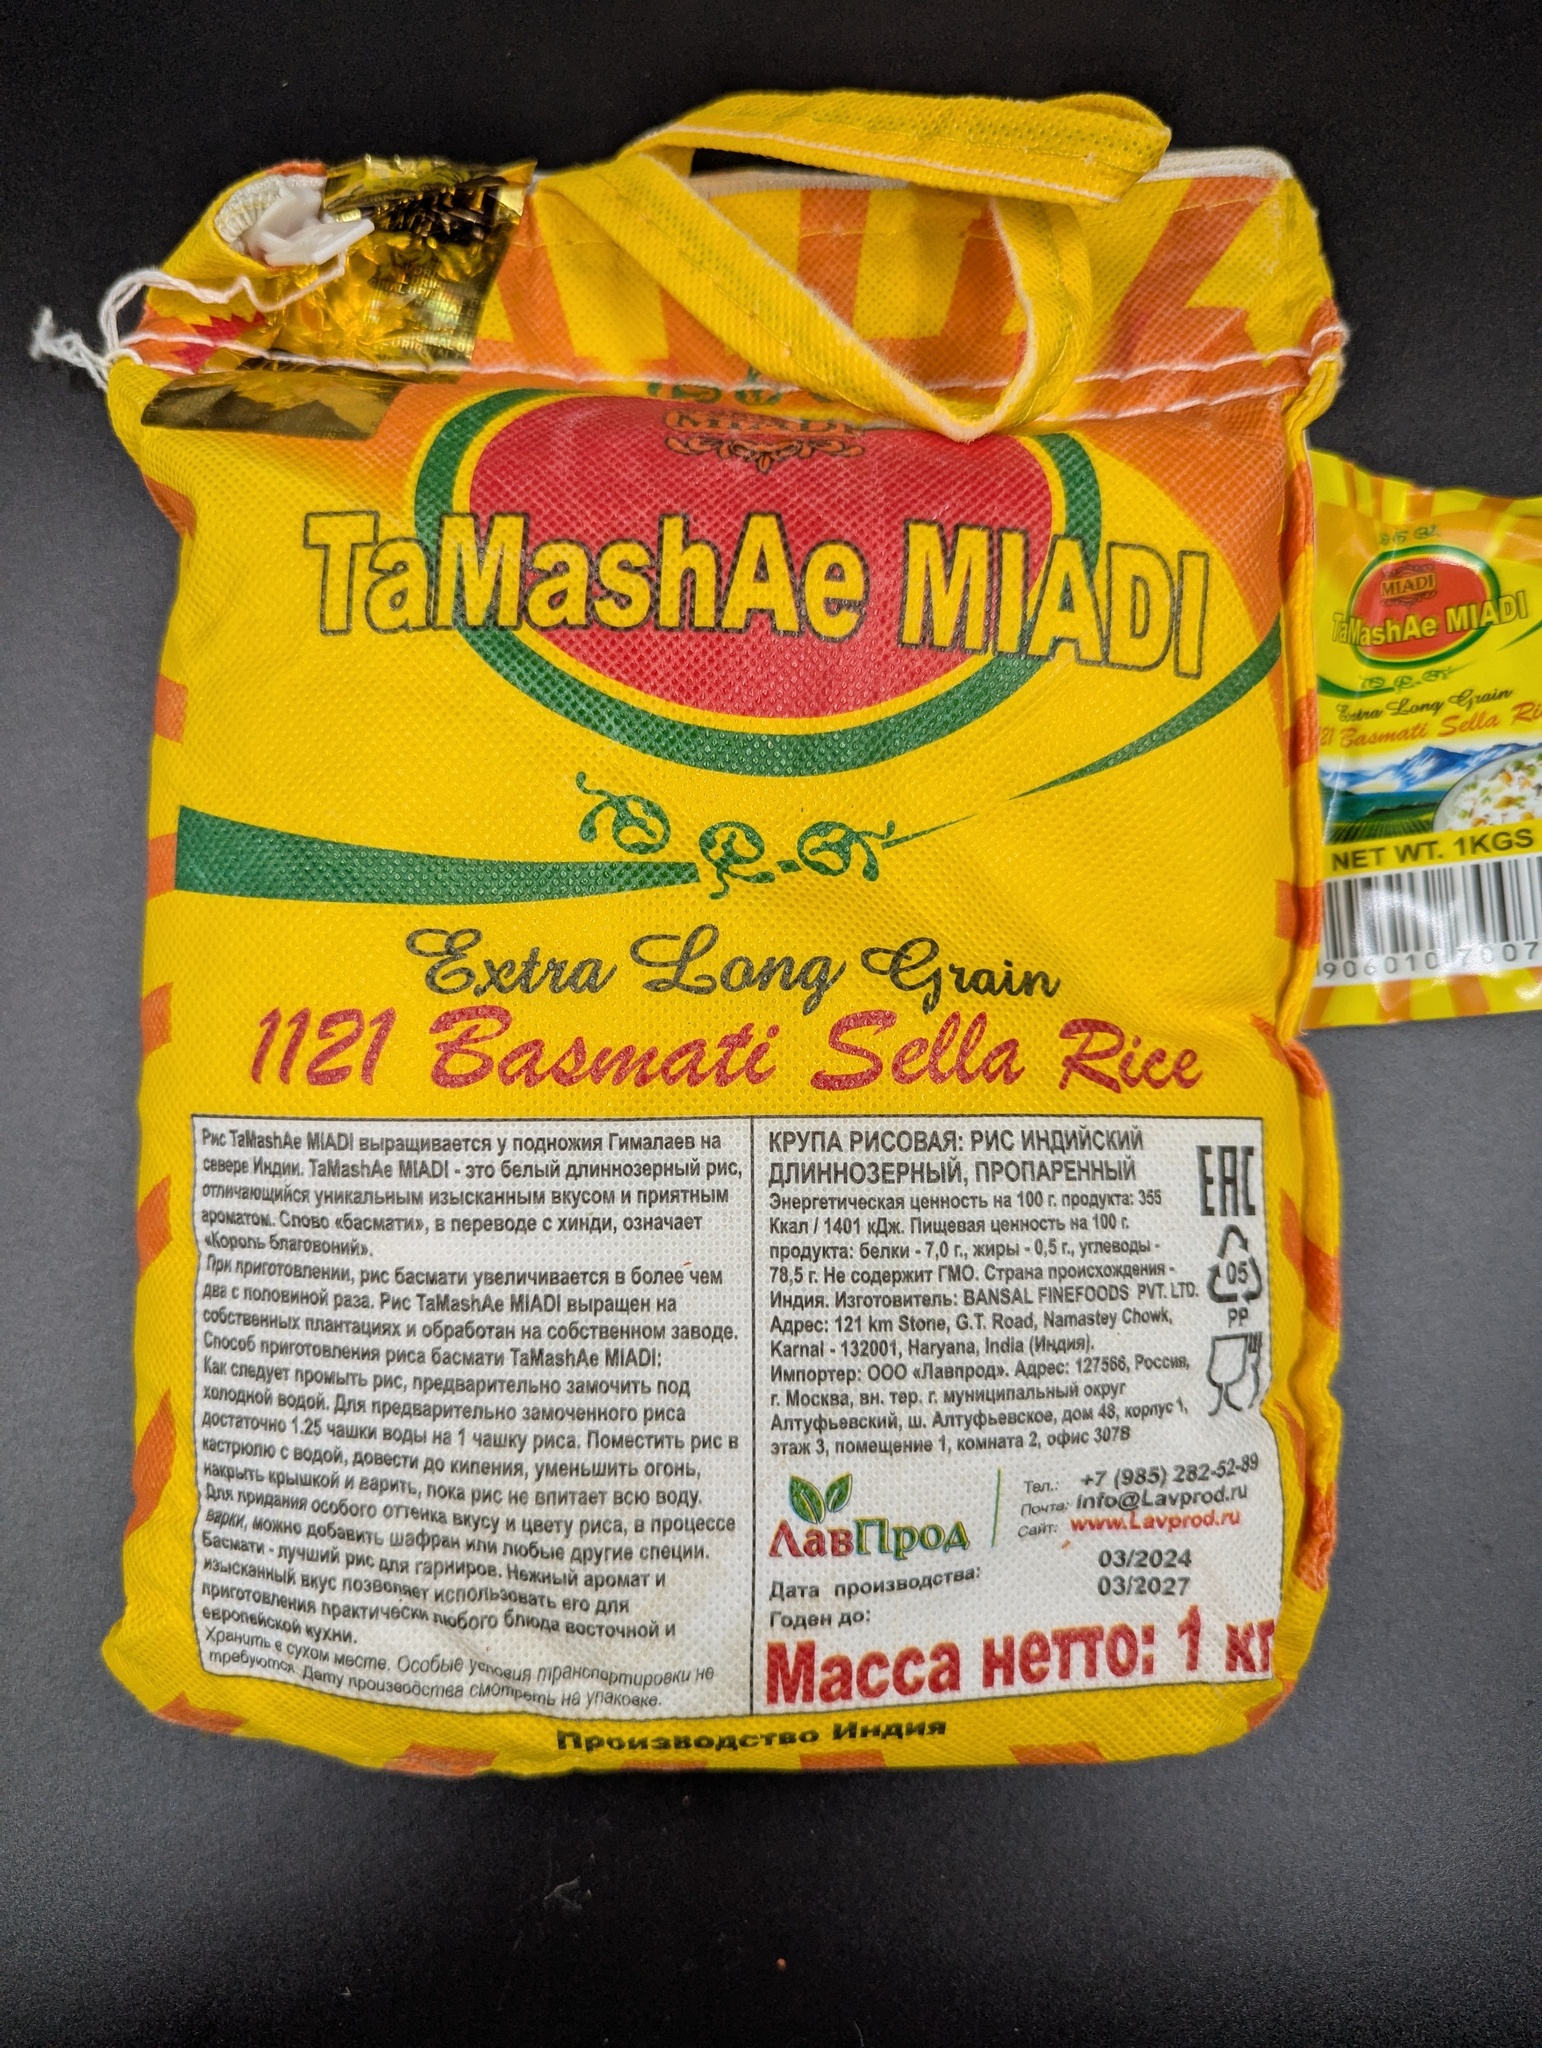 MIADI
TaMashAe MIADI
Extra Long Grain
1121 Basmati Sella Rice
Рис TaMashAe MIADI выращивается у подножия Гималаев на
севере Индии. TaMashAe MIADI - это белый длиннозерный рис,
отличающийся уникальным изысканным вкусом и приятным
ароматом. Слово «басмати», в переводе с хинди, означает
«Король благовоний».
При приготовлении, рис басмати увеличивается в более чем
два с половиной раза. Рис TaMashAe MIADI выращен на
собственных плантациях и обработан на собственном заводе.
Способ приготовления риса басмати TaMashAe MIADI:
Как следует промыть рис, предварительно замочить под
холодной водой. Для предварительно замоченного риса
достаточно 1.25 чашки воды на 1 чашку риса. Поместить рис в
кастрюлю с водой, довести до кипения, уменьшить огонь,
накрыть крышкой и варить, пока рис не впитает всю воду.
Для придания особого оттенка вкусу и цвету риса, в процессе
варки, можно добавить шафран или любые другие специи.
Басмати - лучший рис для гарниров. Нежный аромат и
изысканный вкус позволяет использовать его для
приготовления практически любого блюда восточной и
европейской кухни.
Хранить в сухом месте. Особые условия транспортировки не
требуются. Дату производства смотреть на упаковке.
КРУПА РИСОВАЯ: РИС ИНДИЙСКИЙ
ДЛИННОЗЕРНЫЙ, ПРОПАРЕННЫЙ
Энергетическая ценность на 100 г. продукта: 355
Ккал / 1401 кДж. Пищевая ценность на 100 г.
продукта: белки - 7,0 г., жиры - 0,5 г., углеводы -
78,5 г. Не содержит ГМО. Страна происхождения -
Индия. Изготовитель: BANSAL FINEFOODS PVT. LTD.
Адрес: 121 km Stone, G.T. Road, Namastey Chowk,
Karnal - 132001, Haryana, India (Индия).
Импортер: ООО «Лавпрод». Адрес: 127566, Россия,
г. Москва, вн. тер. г. муниципальный округ
Алтуфьевский, ш. Алтуфьевское, дом 48, корпус 1,
этаж 3, помещение 1, комната 2, офис 307В
EAC
05
PP
ЛавПрод
Тел.: +7 (985) 282-52-89
Почта: Info@Lavprod.ru
Сайт: www.Lavprod.ru
03/2024
Дата производства:
03/2027
Годен до:
Масса нетто: 1 кг
Производство Индия
MIADI
TaMashAe MIADI
Extra Long Grain
1121 Basmati Sella
NET WT. 1KGS
906010 7007